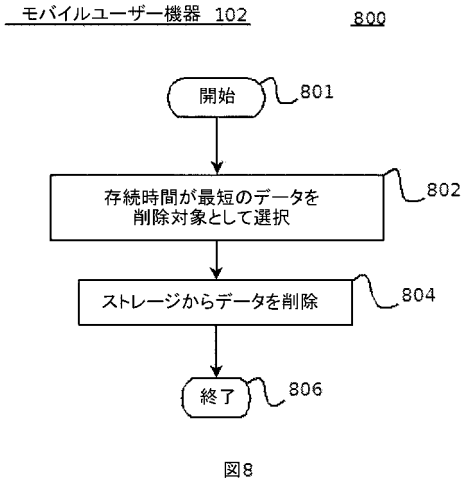 モバイルユーザー機器 102
800
開始
801
存続時間が最短のデータを
削除対象として選択
802
ストレージからデータを削除
804
終了
806
図8